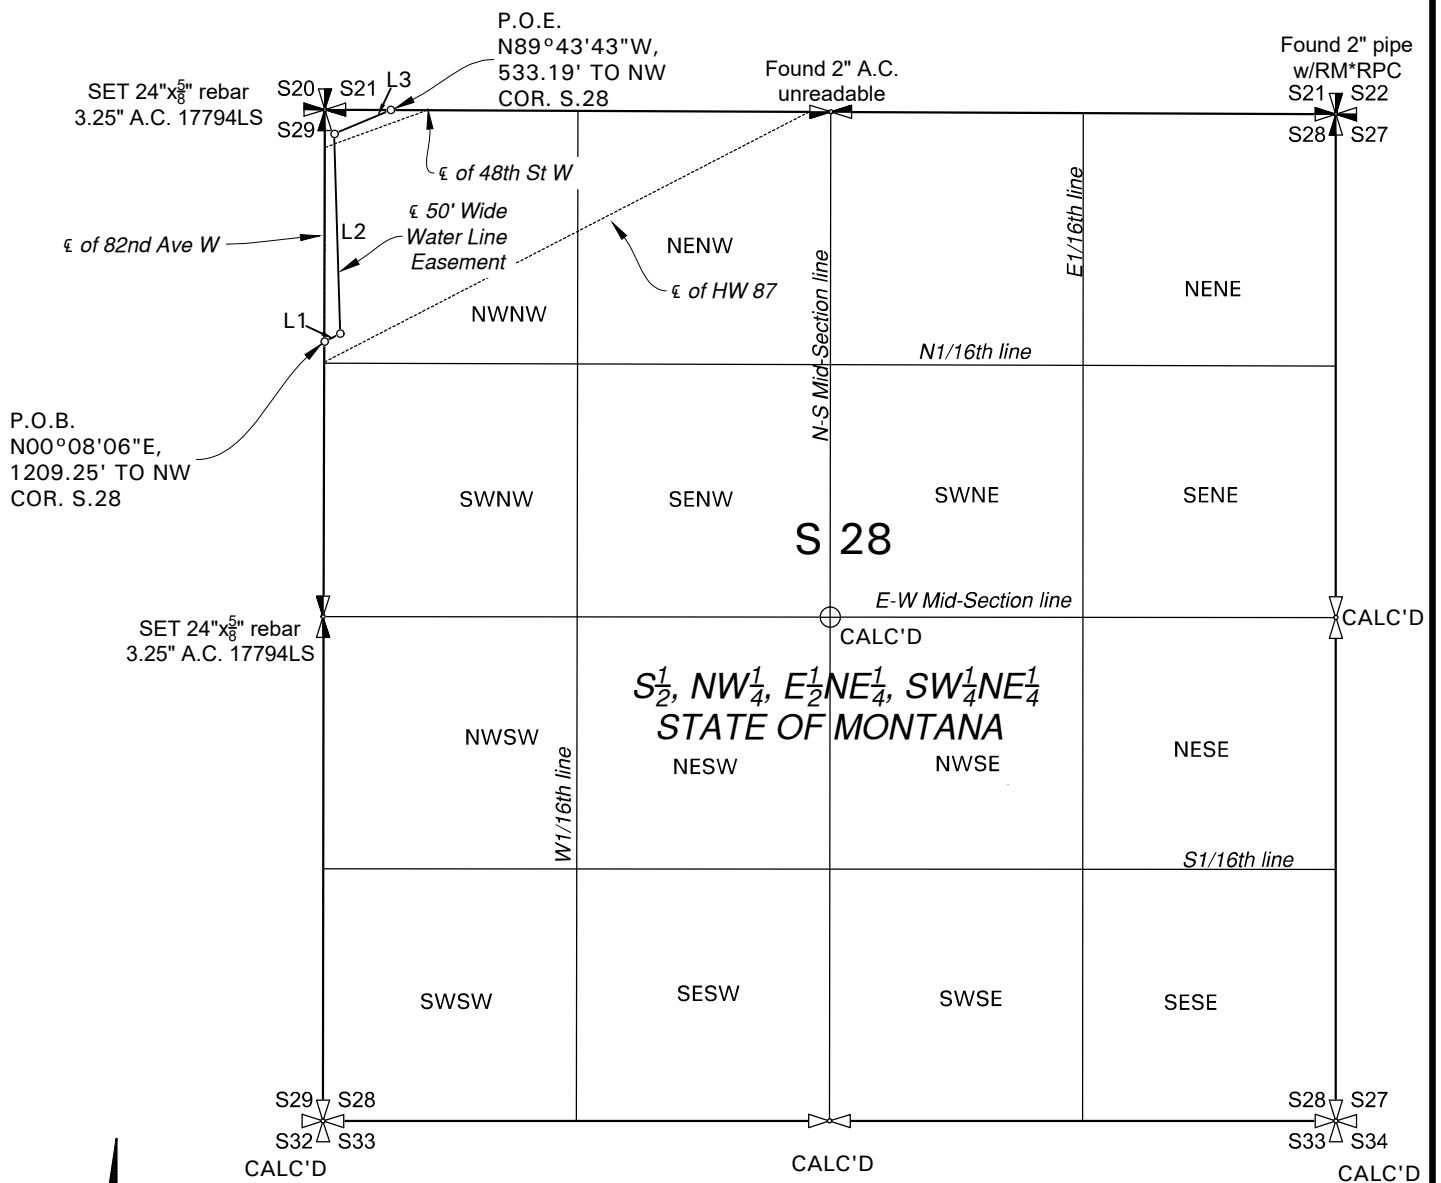 P.O.E.
N89°43'43"W,
533.19' TO NW
COR. S.28
SET 24"x5/8" rebar
3.25" A.C. 17794LS
S20 S21
S29
L3
Found 2" A.C.
unreadable
Found 2" pipe
w/RM*RPC
S21 S22
S28 S27
℄ of 48th St W
℄ of 82nd Ave W
L2
℄ 50' Wide
Water Line
Easement
NENW
℄ of HW 87
N-S Mid-Section line
E1/16th line
NENE
NWNW
L1
N1/16th line
P.O.B.
N00°08'06"E,
1209.25' TO NW
COR. S.28
SWNW
SENW
SWNE
SENE
S 28
E-W Mid-Section line
CALC'D
CALC'D
SET 24"x5/8" rebar
3.25" A.C. 17794LS
S1/2, NW1/4, E1/2NE1/4, SW1/4NE1/4
STATE OF MONTANA
NWSW
NESW
NWSE
NESE
W1/16th line
S1/16th line
SWSW
SESW
SWSE
SESE
S29 S28
S32 S33
CALC'D
CALC'D
S28 S27
S33 S34
CALC'D